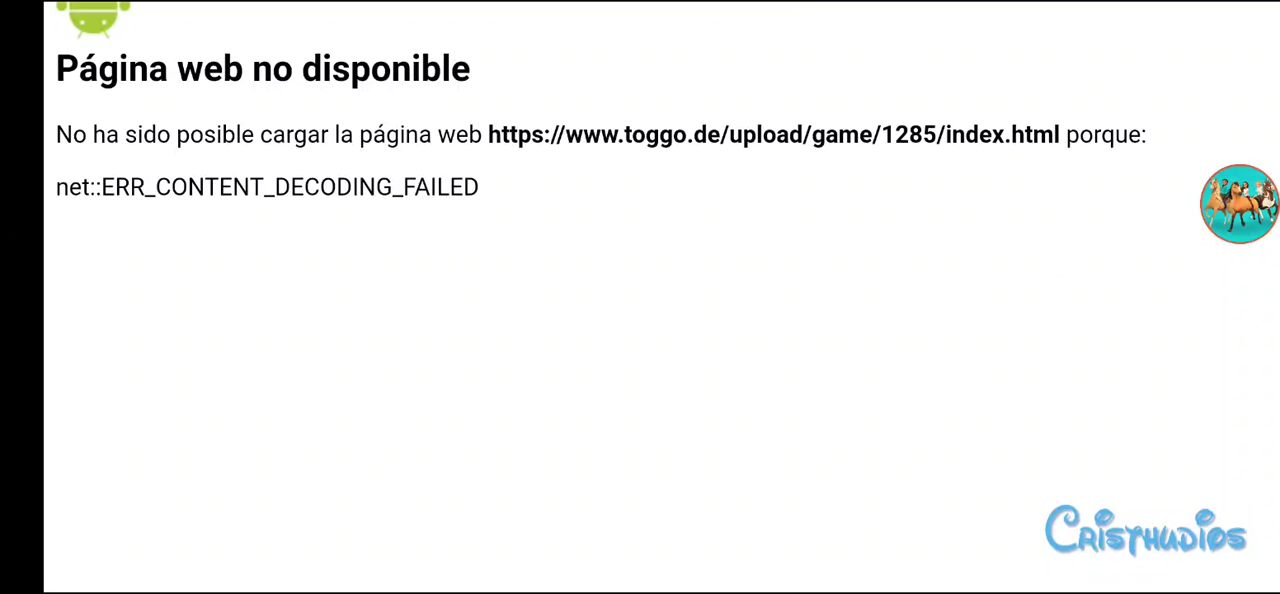 Página web no disponible
No ha sido posible cargar la página web https://www.toggo.de/upload/game/1285/index.html porque:
net::ERR_CONTENT_DECODING_FAILED
CRISTHUDIOS